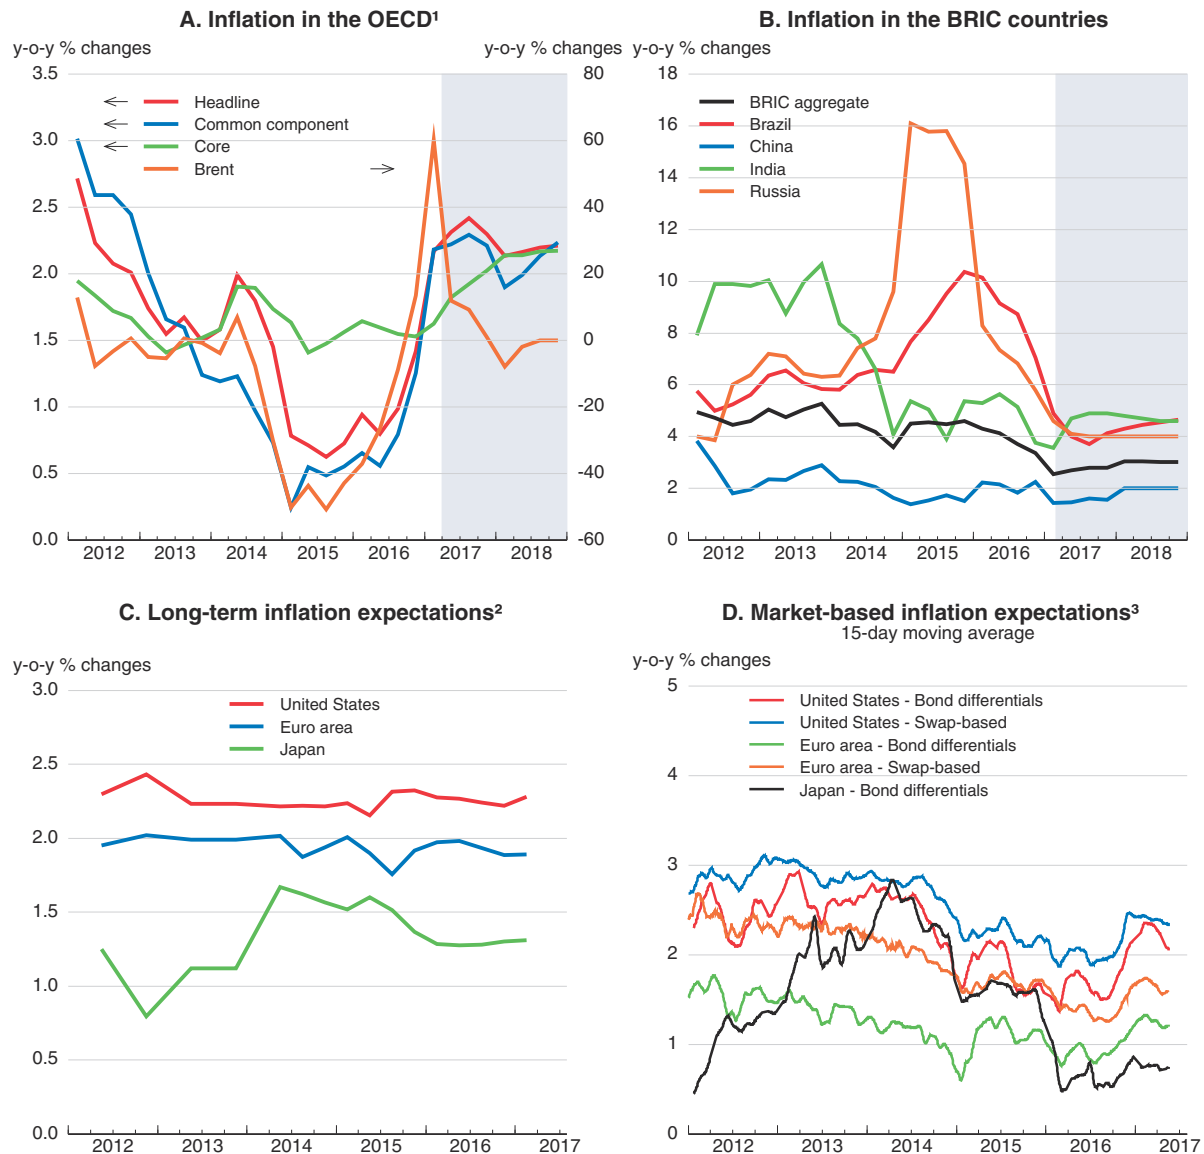 A. Inflation in the OECD¹
y-o-y % changes
y-o-y % changes
3.5
3.0
2.5
2.0
1.5
1.0
0.5
0.0
80
60
40
20
0
-20
-40
-60
Headline
Common component
Core
Brent
2012 2013 2014 2015 2016 2017 2018
B. Inflation in the BRIC countries
y-o-y % changes
18
16
14
12
10
8
6
4
2
0
BRIC aggregate
Brazil
China
India
Russia
2012 2013 2014 2015 2016 2017 2018
C. Long-term inflation expectations²
y-o-y % changes
3.0
2.5
2.0
1.5
1.0
0.5
0.0
United States
Euro area
Japan
2012 2013 2014 2015 2016 2017
D. Market-based inflation expectations³
15-day moving average
y-o-y % changes
5
4
3
2
1
0
United States - Bond differentials
United States - Swap-based
Euro area - Bond differentials
Euro area - Swap-based
Japan - Bond differentials
2012 2013 2014 2015 2016 2017